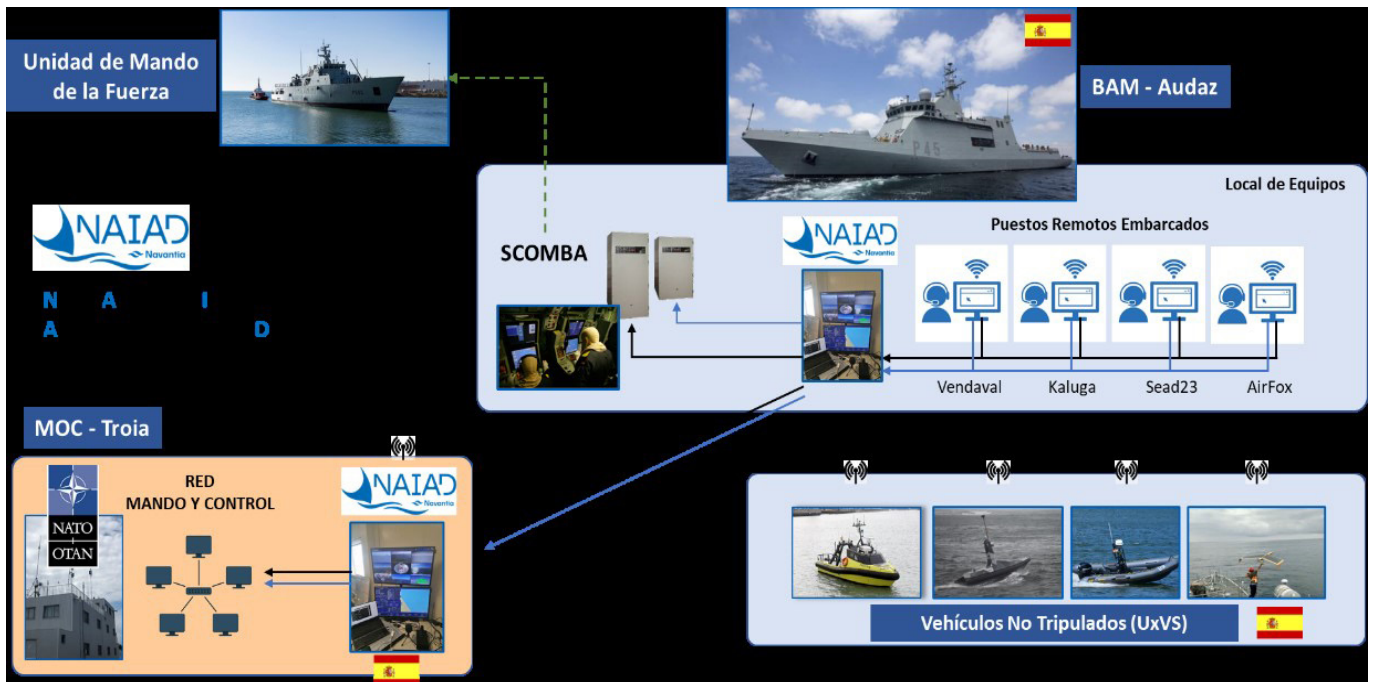 Unidad de Mando
de la Fuerza
BAM - Audaz
P45
Local de Equipos
NAIAD
Navantia
N A I
A D
SCOMBA
NAIAD
Navantia
Puestos Remotos Embarcados
Vendaval
Kaluga
Sead23
AirFox
MOC - Troia
NATO
OTAN
RED
MANDO Y CONTROL
NAIAD
Navantia
Vehículos No Tripulados (UxVS)